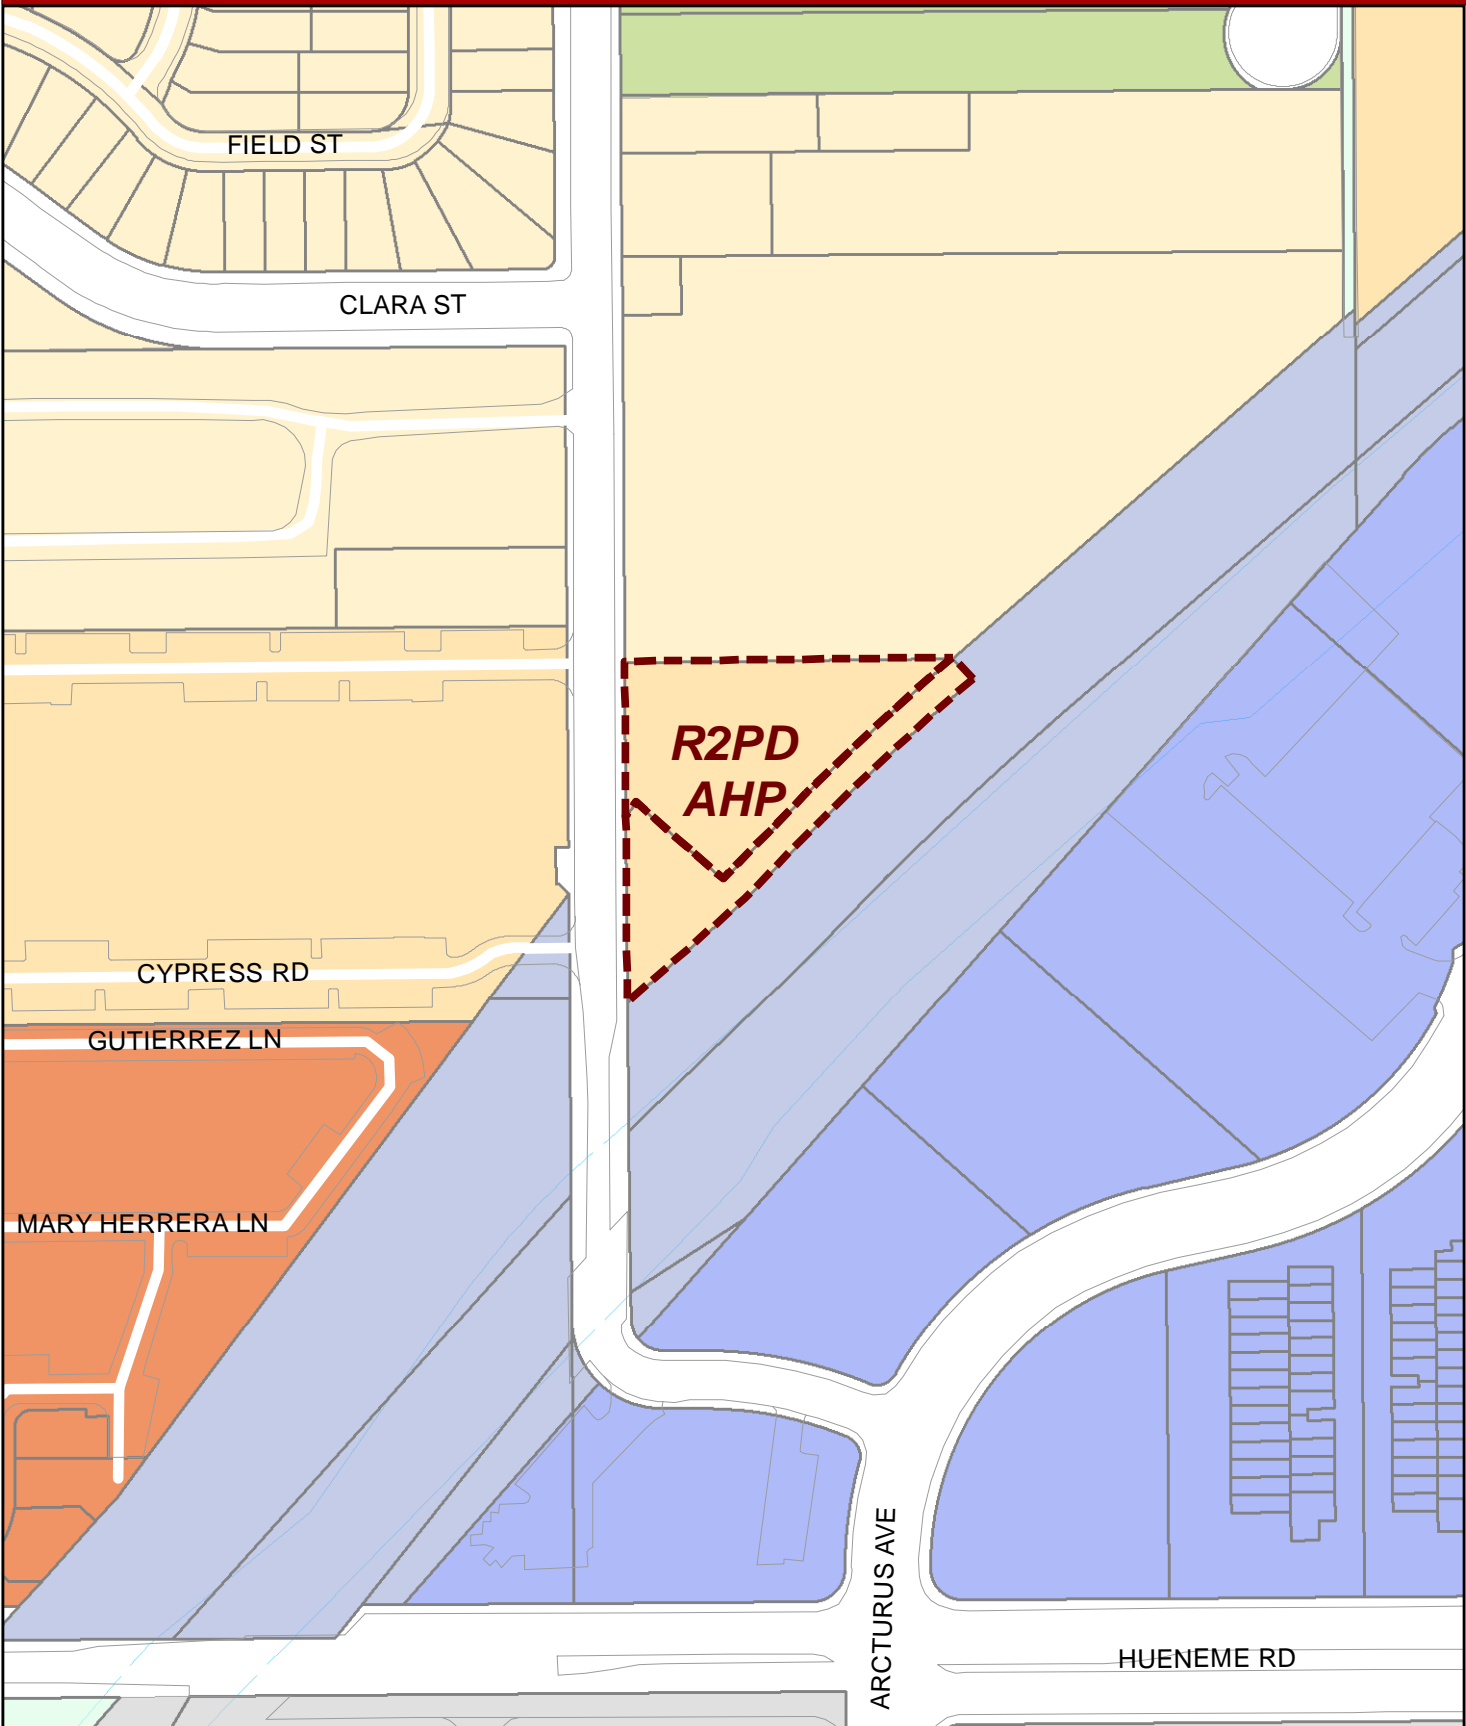 FIELD ST
CLARA ST
R2PD
AHP
CYPRESS RD
GUTIERREZ LN
MARY HERRERA LN
ARCTURUS AVE
HUENEME RD